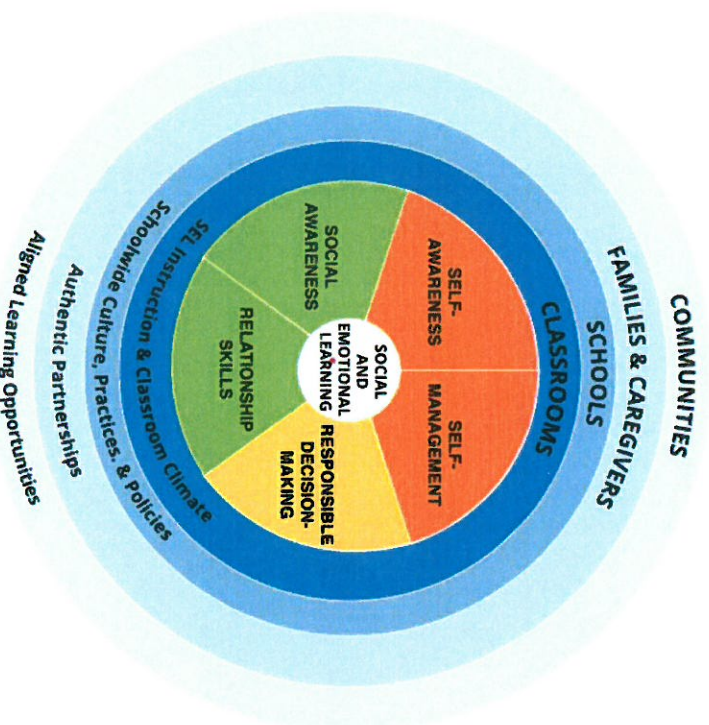 COMMUNITIES
FAMILIES & CAREGIVERS
SCHOOLS
CLASSROOMS
SELF-
AWARENESS
SELF-
MANAGEMENT
SOCIAL
AWARENESS
SOCIAL
AND
EMOTIONAL
LEARNING
RESPONSIBLE
DECISION-
MAKING
RELATIONSHIP
SKILLS
SEL Instruction & Classroom Climate
Schoolwide Culture, Practices, & Policies
Authentic Partnerships
Aligned Learning Opportunities